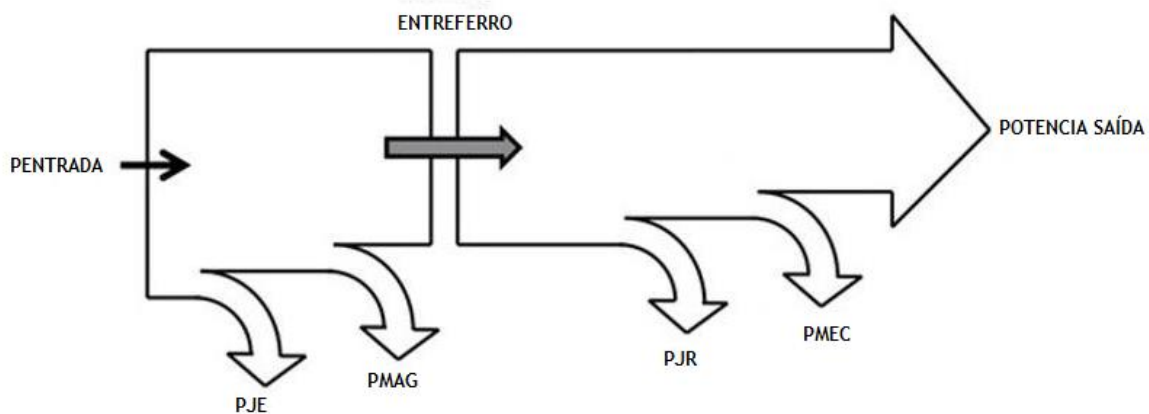 ENTREFERRO
POTENCIA SAÍDA
PENTRADA
PMEC
PJR
PMAG
PJE